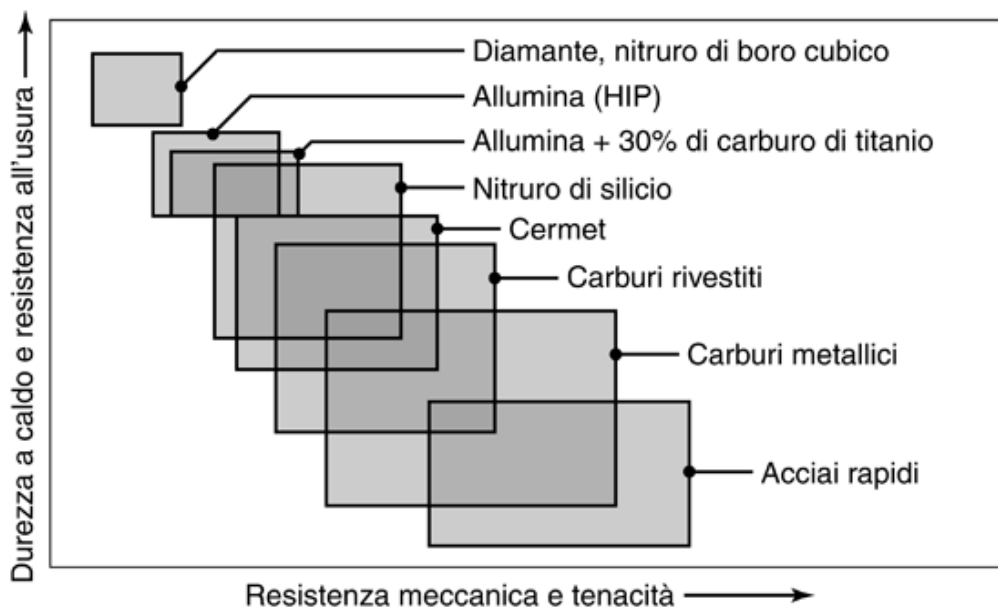 Durezza a caldo e resistenza all'usura
Diamante, nitruro di boro cubico
Allumina (HIP)
Allumina + 30% di carburo di titanio
Nitruro di silicio
Cermet
Carburi rivestiti
Carburi metallici
Acciai rapidi
Resistenza meccanica e tenacità